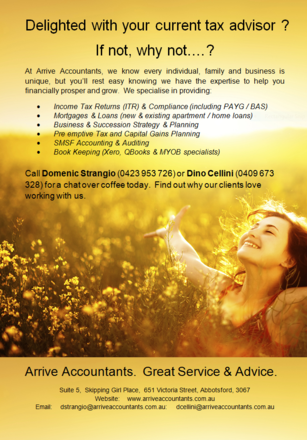 Delighted with your current tax advisor ?
If not, why not....?
At Arrive Accountants, we know every individual, family and business is
unique, but you'll rest easy knowing we have the expertise to help you
financially prosper and grow. We specialise in providing:
• Income Tax Returns (ITR) & Compliance (including PAYG / BAS)
• Mortgages & Loans (new & existing apartment / home loans)
• Business & Succession Strategy & Planning
• Pre emptive Tax and Capital Gains Planning
• SMSF Accounting & Auditing
• Book Keeping (Xero, QBooks & MYOB specialists)
Call Domenic Strangio (0423 953 726) or Dino Cellini (0409 673
328) for a chat over coffee today. Find out why our clients love
working with us.
Arrive Accountants. Great Service & Advice.
Suite 5, Skipping Girl Place, 651 Victoria Street, Abbotsford, 3067
Website: www.arriveaccountants.com.au
Email: dstrangio@arriveaccountants.com.au: dcellini@arriveaccountants.com.au